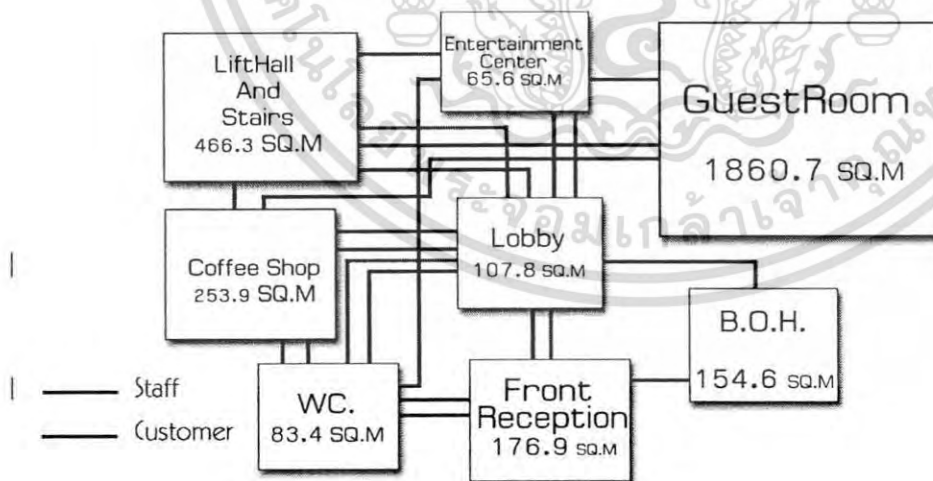 LiftHall
And
Stairs
466.3 SQ.M
Entertainment
Center
65.6 SQ.M
GuestRoom
1860.7 SQ.M
Coffee Shop
253.9 SQ.M
Lobby
107.8 SQ.M
B.O.H.
154.6 SQ.M
WC.
83.4 SQ.M
Front
Reception
176.9 SQ.M
Staff
Customer